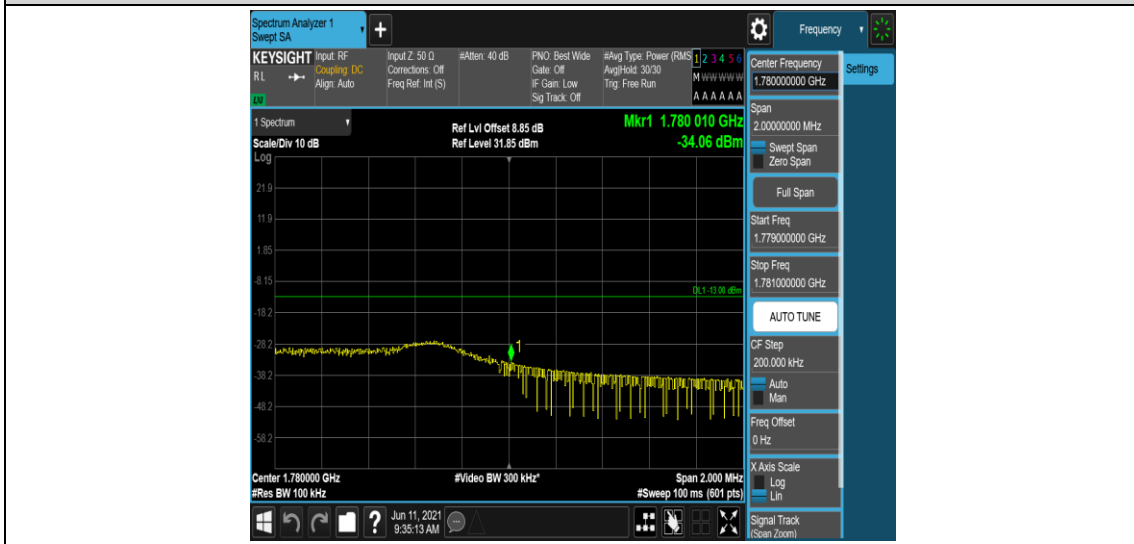 Spectrum Analyzer 1
Swept SA
Frequency
KEYSIGHT
RL
LXI
Input: RF
Coupling: DC
Align: Auto
Input Z: 50 Ω
Corrections: Off
Freq Ref: Int (S)
#Atten: 40 dB
PNO: Best Wide
Gate: Off
IF Gain: Low
Sig Track: Off
#Avg Type: Power (RMS
Avg|Hold: 30/30
Trig: Free Run
1 2 3 4 5 6
M W W W W W
A A A A A A
1 Spectrum
Scale/Div 10 dB
Ref Lvl Offset 8.85 dB
Ref Level 31.85 dBm
Mkr1 1.780 010 GHz
-34.06 dBm
Log
21.9
11.9
1.85
-8.15
DL1 -13.00 dBm
-18.2
-28.2
1
-38.2
-48.2
-58.2
Center 1.780000 GHz
#Video BW 300 kHz*
Span 2.000 MHz
#Res BW 100 kHz
#Sweep 100 ms (601 pts)
?
Jun 11, 2021
9:35:13 AM
Center Frequency
1.780000000 GHz
Settings
Span
2.00000000 MHz
Swept Span
Zero Span
Full Span
Start Freq
1.779000000 GHz
Stop Freq
1.781000000 GHz
AUTO TUNE
CF Step
200.000 kHz
Auto
Man
Freq Offset
0 Hz
X Axis Scale
Log
Lin
Signal Track
(Span Zoom)